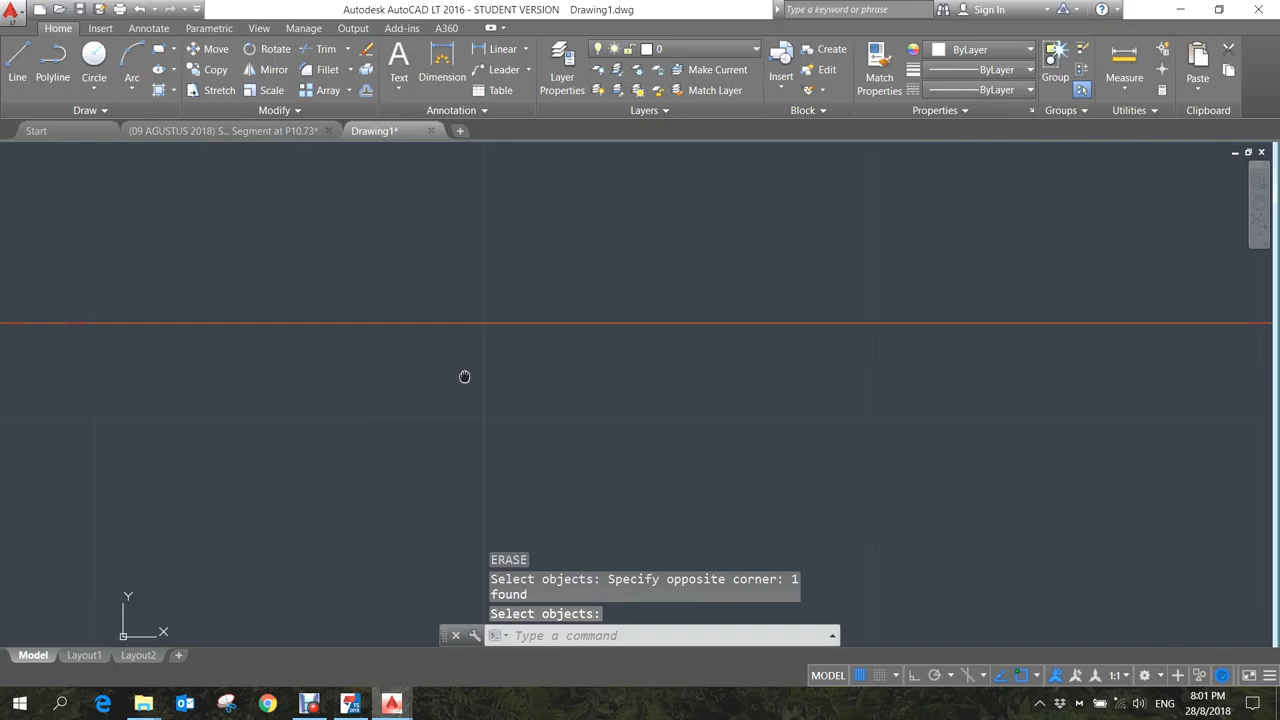 Autodesk AutoCAD LT 2016 - STUDENT VERSION Drawing1.dwg
Type a keyword or phrase
Sign In
LT
Home Insert Annotate Parametric View Manage Output Add-ins A360
Line Polyline Circle Arc
Move Rotate Trim
Copy Mirror Fillet
Stretch Scale Array
Text Dimension
Linear
Leader
Table
Layer
Properties
0
Make Current
Match Layer
Insert
Create
Edit
Match
Properties
ByLayer
ByLayer
ByLayer
Group
Measure
Paste
Draw Modify Annotation Layers Block Properties Groups Utilities Clipboard
Start (09 AGUSTUS 2018) S... Segment at P10.73* Drawing1*
ERASE
Select objects: Specify opposite corner: 1
found
Select objects:
Type a command
Y
X
Model Layout1 Layout2
MODEL 1:1
2018
ENG
8:01 PM
28/8/2018